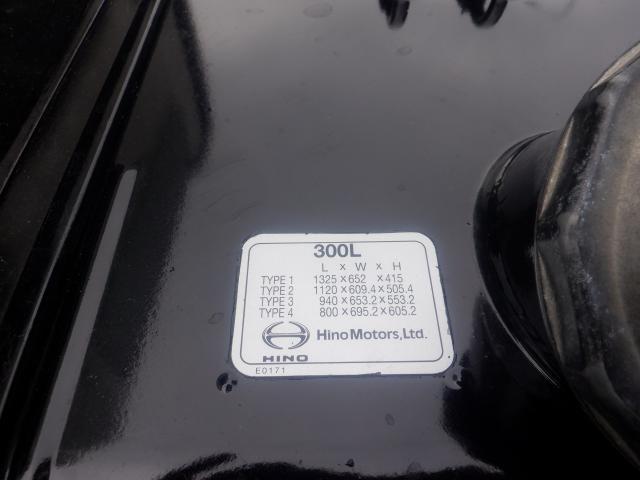 300L
L × W × H
TYPE 1 1325 × 652 × 415
TYPE 2 1120 × 609.4 × 505.4
TYPE 3 940 × 653.2 × 553.2
TYPE 4 800 × 695.2 × 605.2
HINO Hino Motors, Ltd.
E0171